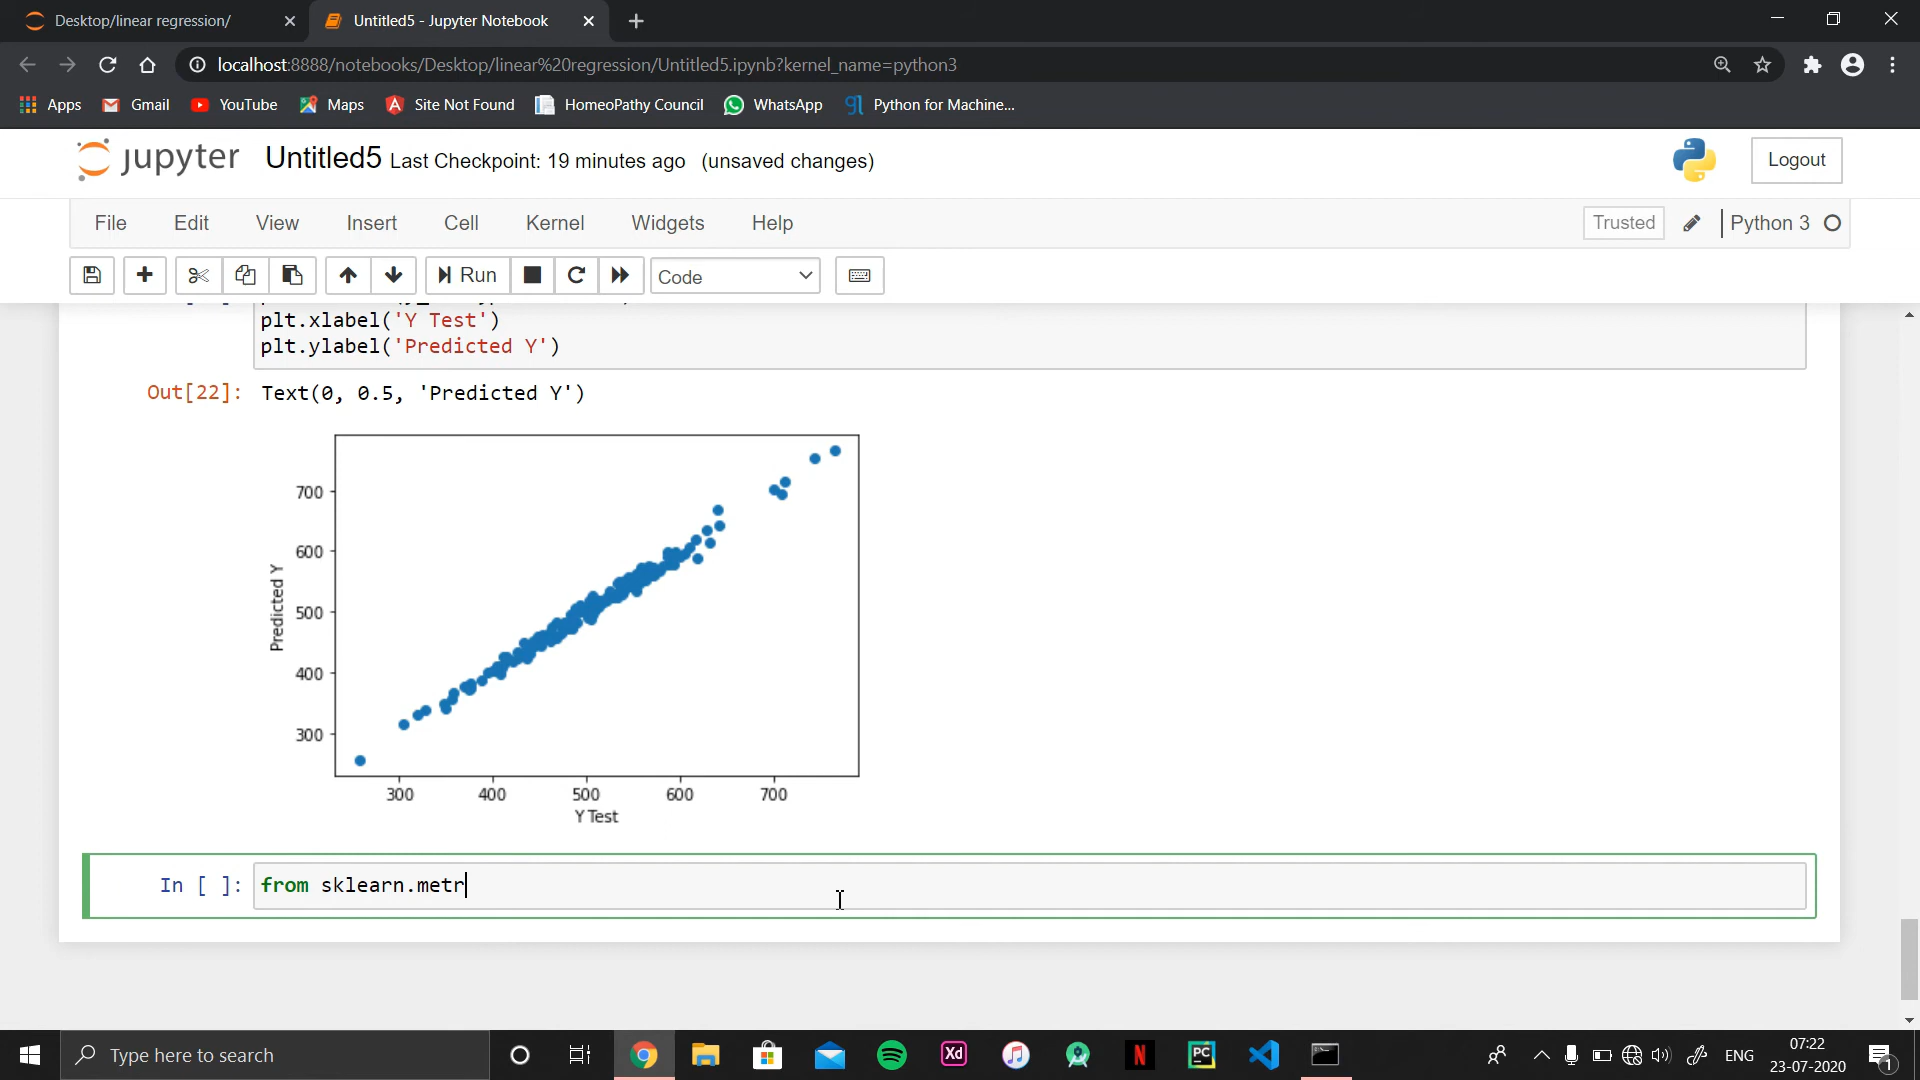 Desktop/linear regression/
Untitled5 - Jupyter Notebook
localhost:8888/notebooks/Desktop/linear%20regression/Untitled5.ipynb?kernel_name=python3
Apps Gmail YouTube Maps Site Not Found HomeoPathy Council WhatsApp Python for Machine...
jupyter Untitled5 Last Checkpoint: 19 minutes ago (unsaved changes)
Logout
File Edit View Insert Cell Kernel Widgets Help
Trusted Python 3
Run Code
plt.xlabel('Y Test')
plt.ylabel('Predicted Y')
Out[22]: Text(0, 0.5, 'Predicted Y')
700
600
500
400
300
Predicted Y
300 400 500 600 700
Y Test
In [ ]: from sklearn.metr
Type here to search
Xd
N
PC
ENG
07:22
23-07-2020
1